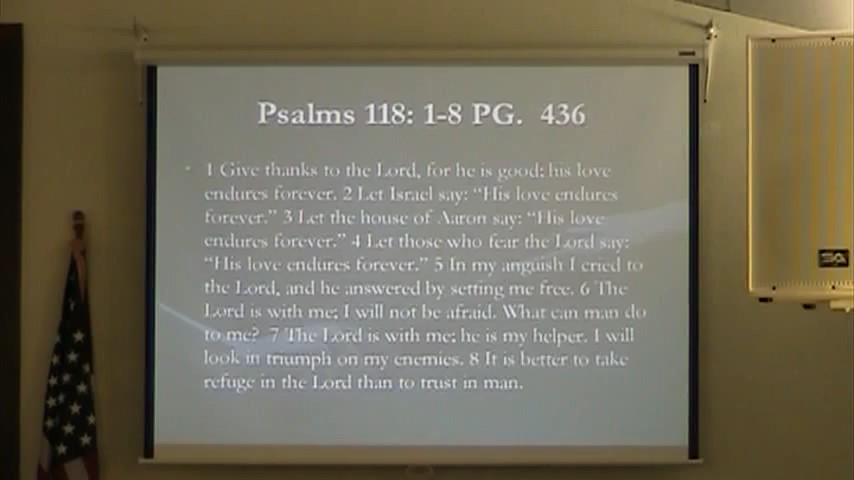 Psalms 118: 1-8 PG. 436
• 1 Give thanks to the Lord, for he is good; his love
endures forever. 2 Let Israel say: “His love endures
forever.” 3 Let the house of Aaron say: “His love
endures forever.” 4 Let those who fear the Lord say:
“His love endures forever.” 5 In my anguish I cried to
the Lord, and he answered by setting me free. 6 The
Lord is with me; I will not be afraid. What can man do
to me? 7 The Lord is with me; he is my helper. I will
look in triumph on my enemies. 8 It is better to take
refuge in the Lord than to trust in man.
SA